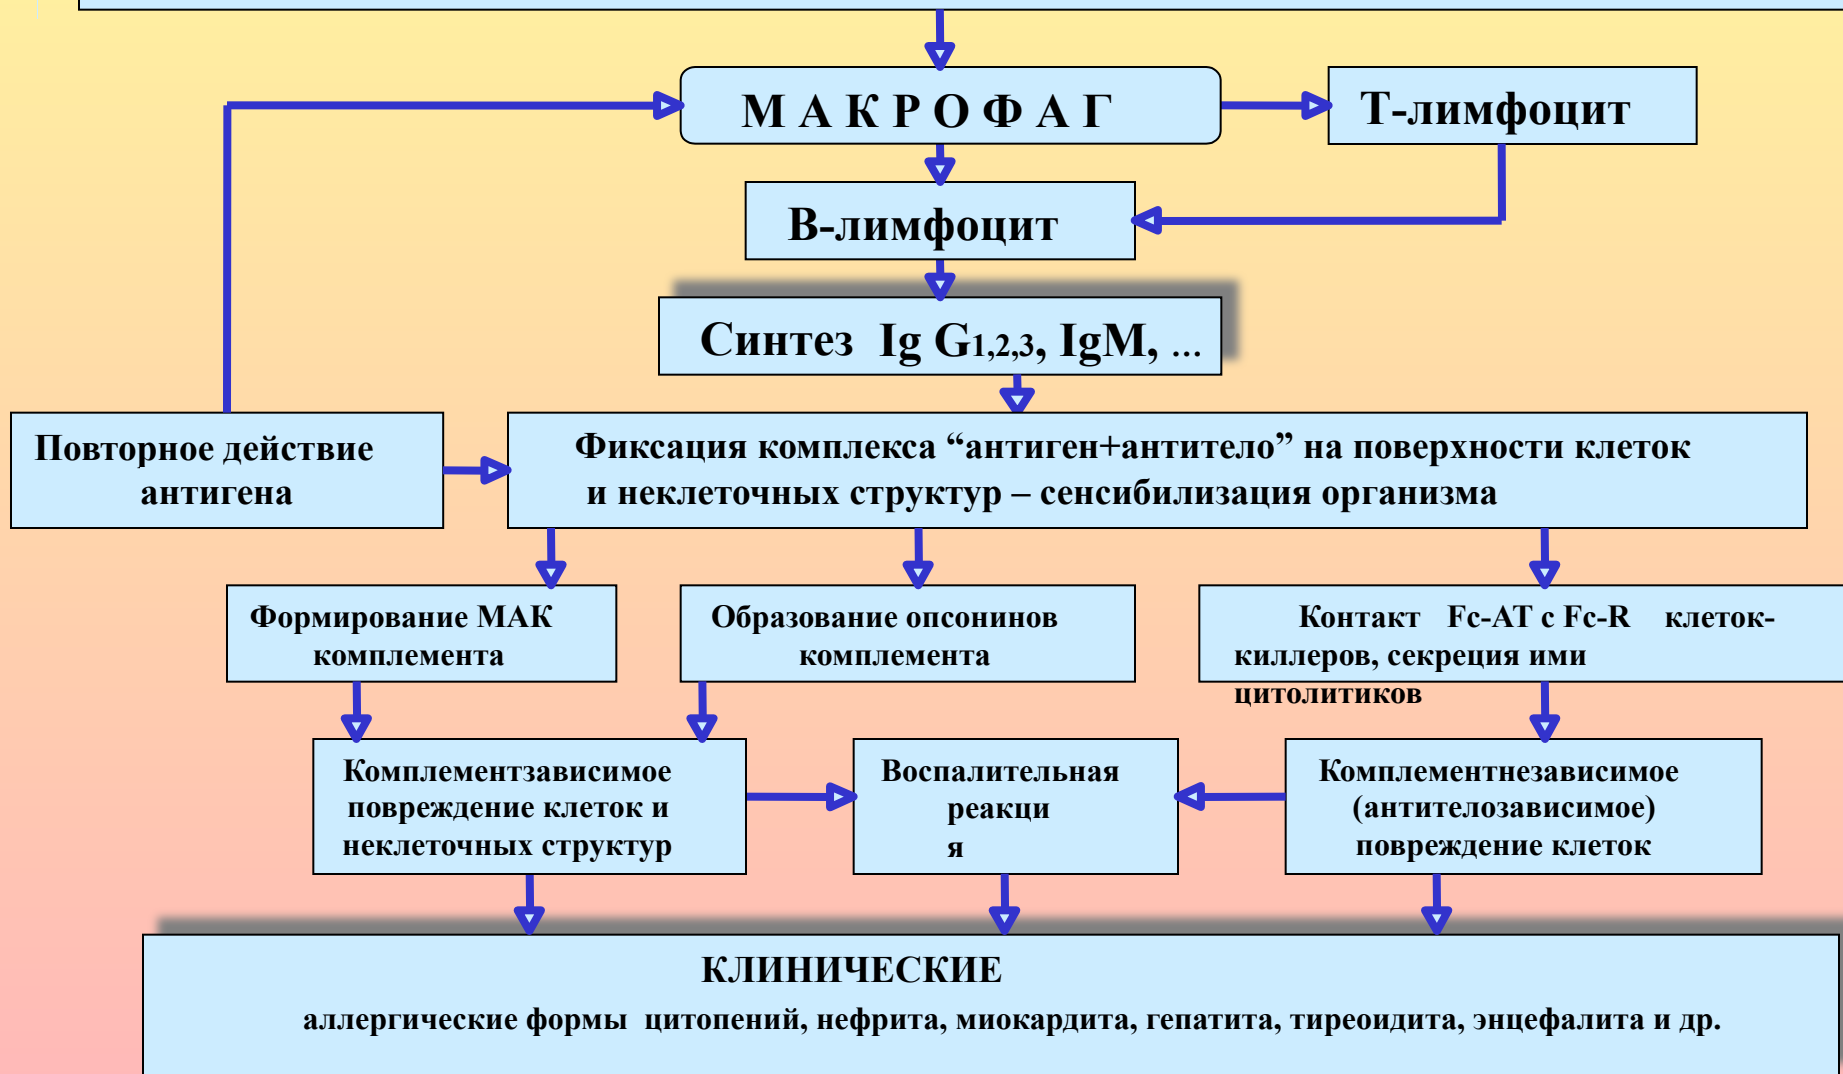 М А К Р О Ф А Г
Т-лимфоцит
В-лимфоцит
Синтез Ig G1,2,3, IgM, ...
Повторное действие
антигена
Фиксация комплекса “антиген+антитело” на поверхности клеток
и неклеточных структур – сенсибилизация организма
Формирование МАК
комплемента
Образование опсонинов
комплемента
Контакт Fc-АТ с Fc-R клеток-
киллеров, секреция ими
цитолитиков
Комплементзависимое
повреждение клеток и
неклеточных структур
Воспалительная
реакци
я
Комплементнезависимое
(антителозависимое)
повреждение клеток
КЛИНИЧЕСКИЕ
аллергические формы цитопений, нефрита, миокардита, гепатита, тиреоидита, энцефалита и др.